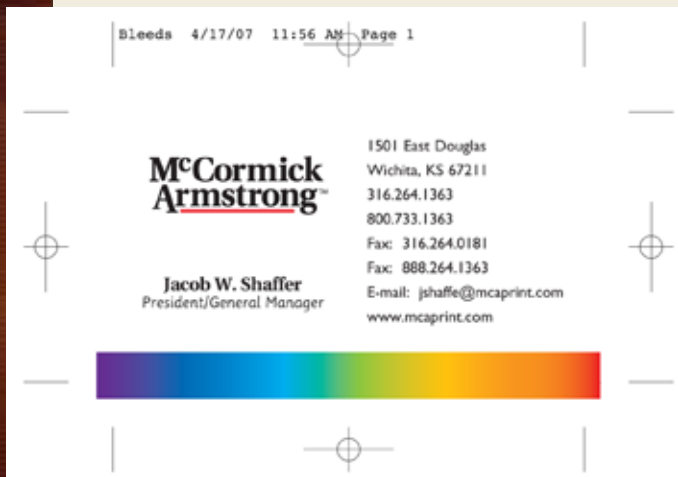 Bleeds 4/17/07 11:56 AM Page 1
McCormick
Armstrong™
Jacob W. Shaffer
President/General Manager
1501 East Douglas
Wichita, KS 67211
316.264.1363
800.733.1363
Fax: 316.264.0181
Fax: 888.264.1363
E-mail: jshaffe@mcaprint.com
www.mcaprint.com